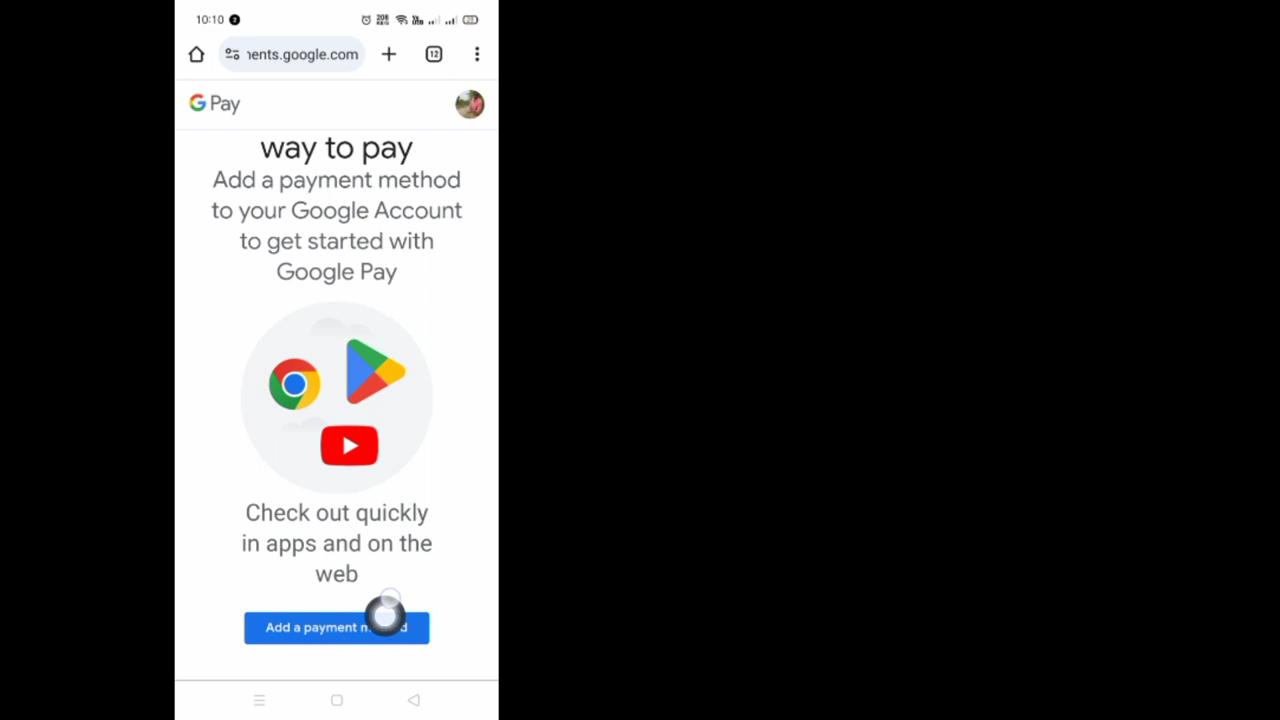 10:10 2
ents.google.com 12
G Pay
way to pay
Add a payment method
to your Google Account
to get started with
Google Pay
Check out quickly
in apps and on the
web
Add a payment